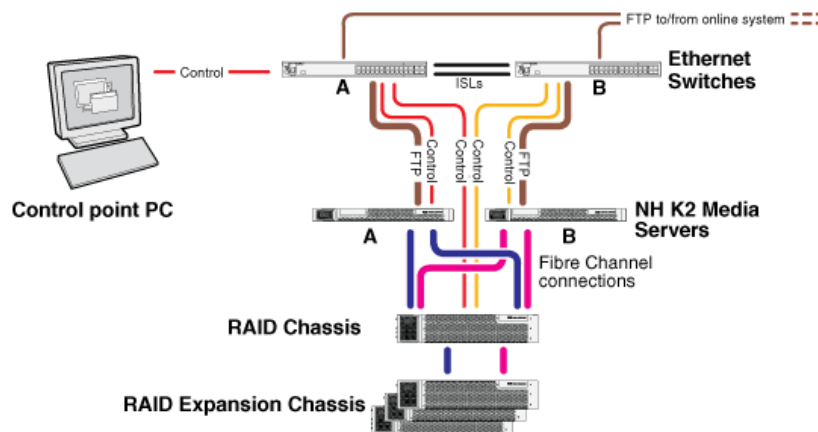 FTP to/from online system
Control
A
ISLs
B
Ethernet
Switches
FTP
Control
Control
Control
Control
FTP
Control point PC
A
B
NH K2 Media
Servers
Fibre Channel
connections
RAID Chassis
RAID Expansion Chassis